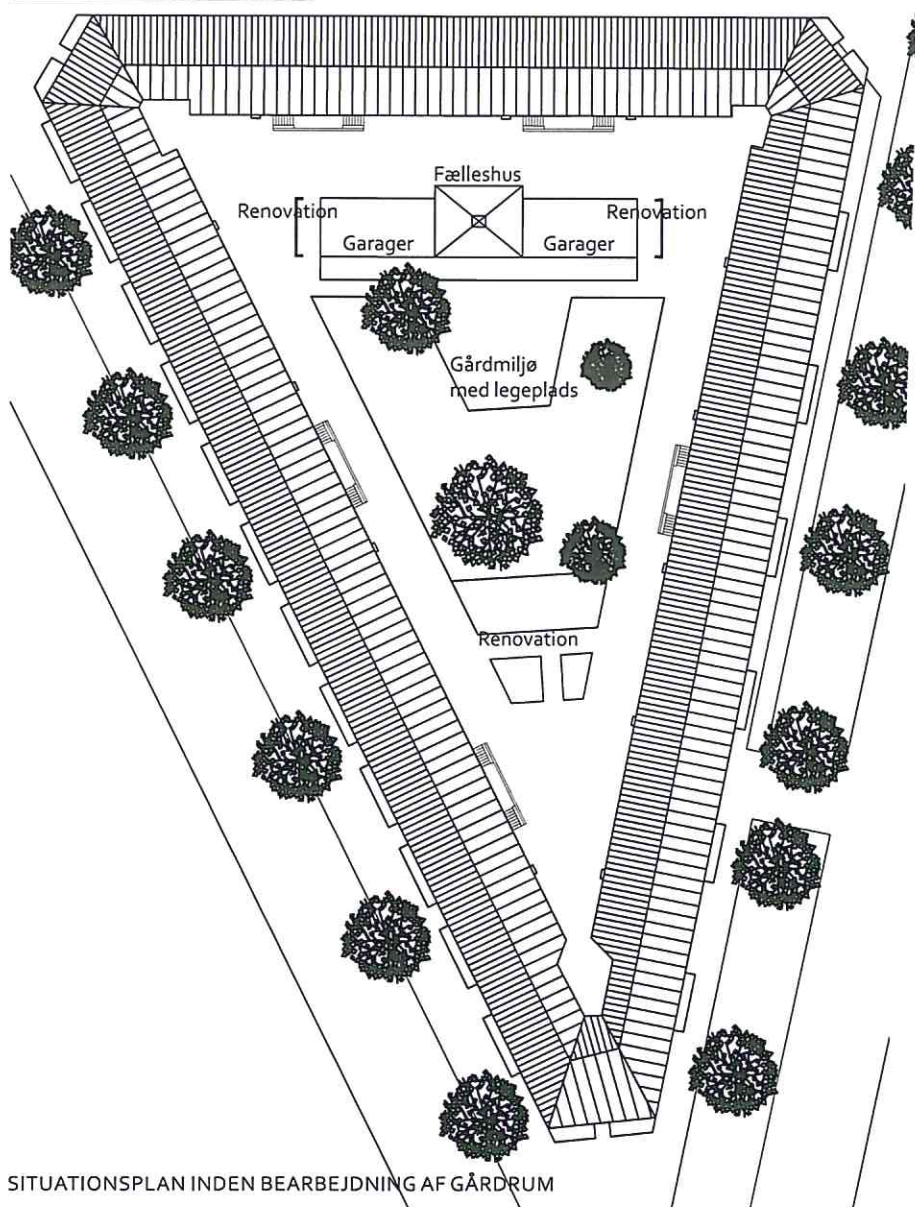 Fælleshus
Renovation
Renovation
Garager
Garager
Gårdmiljø
med legeplads
Renovation
SITUATIONSPLAN INDEN BEARBEJDNING AF GÅRDRUM